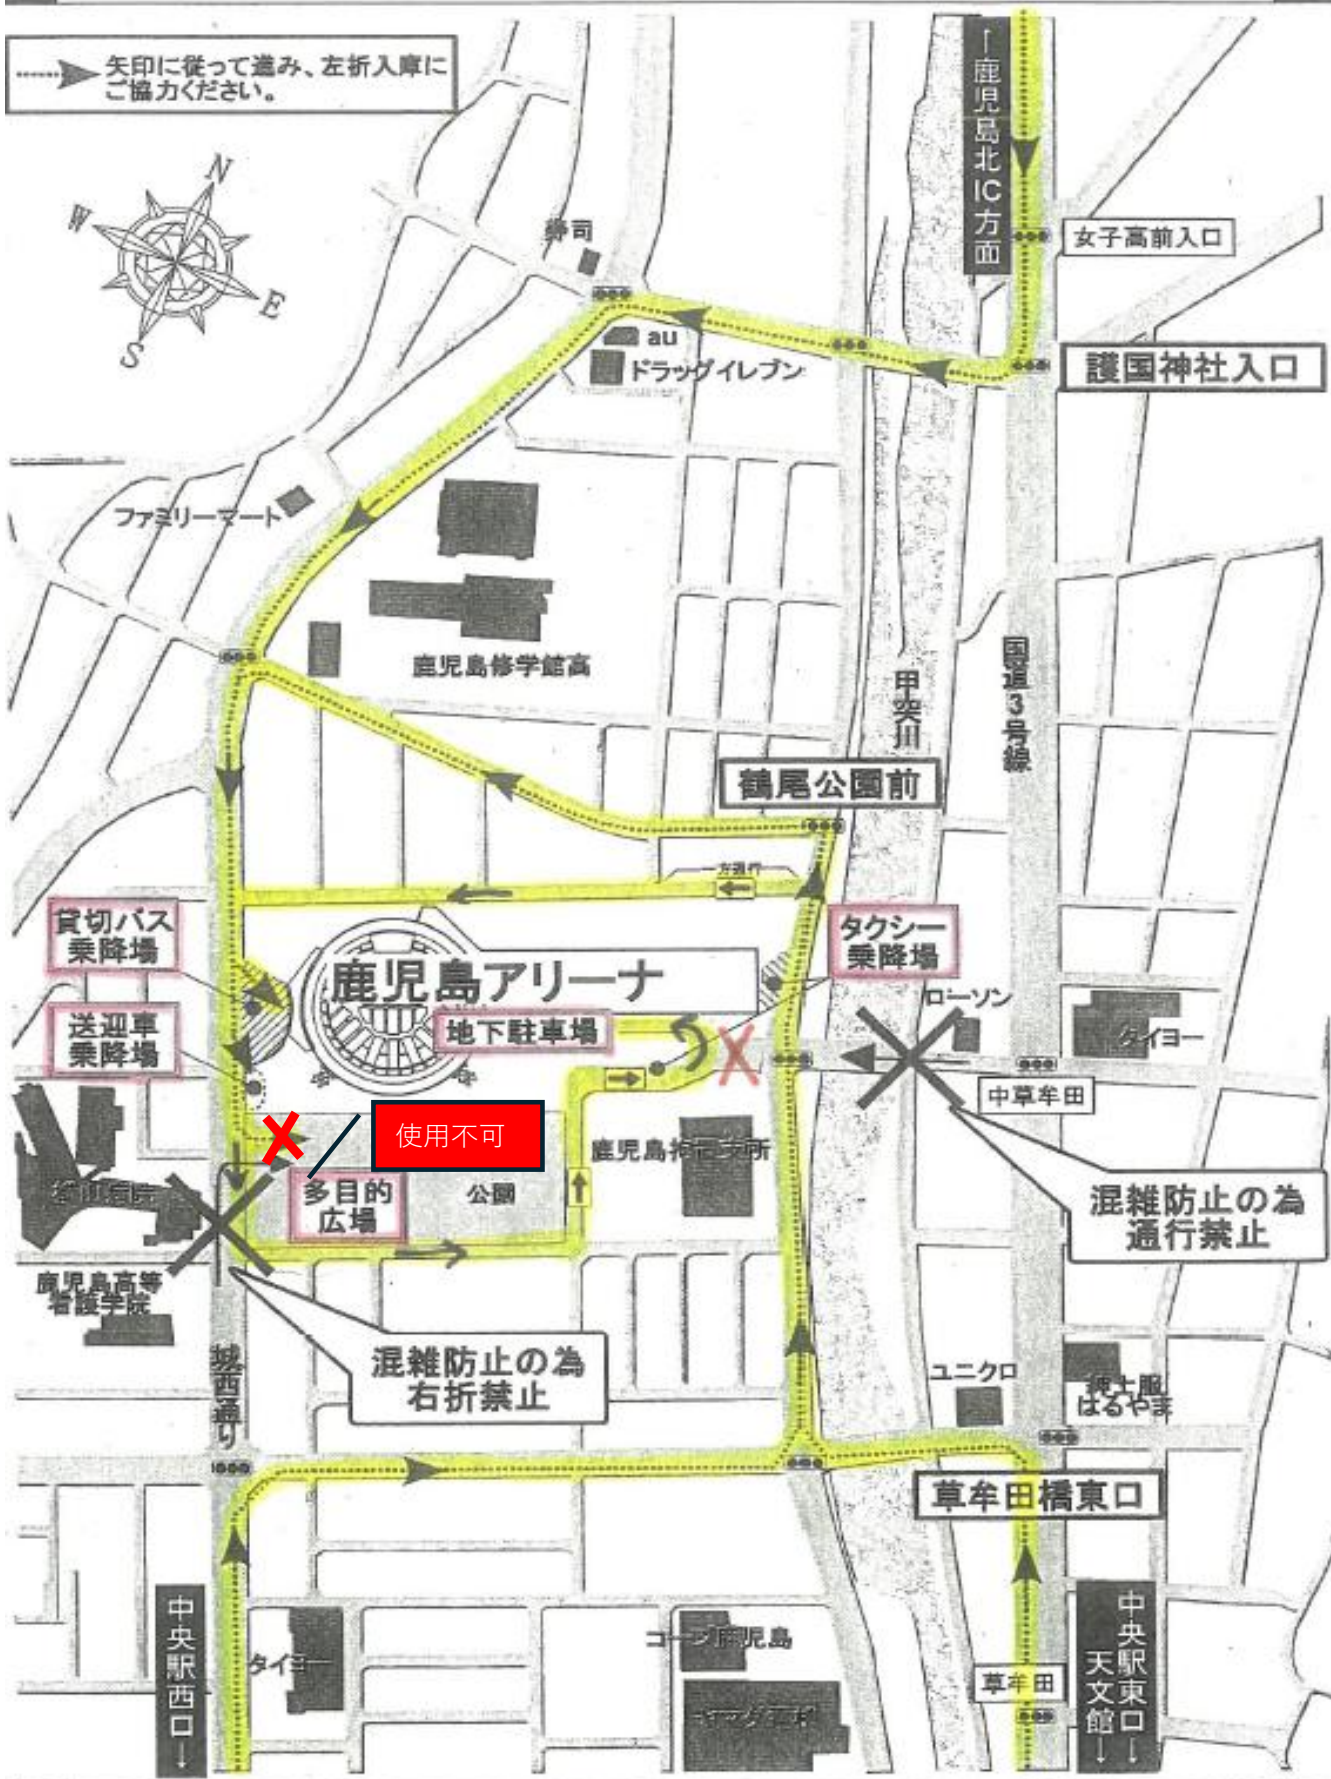 矢印に従って進み、左折入庫に
ご協力ください。
N
W
E
S
↑鹿児島北IC方面
女子高前入口
護国神社入口
寿司
au
ドラッグイレブン
ファミリーマート
鹿児島修学館高
甲突川
国道3号線
鶴尾公園前
一方通行
貸切バス
乗降場
タクシー
乗降場
鹿児島アリーナ
ローソン
タイヨー
送迎車
乗降場
地下駐車場
中草牟田
使用不可
多目的
広場
公園
混雑防止の為
通行禁止
鹿児島高等
看護学院
混雑防止の為
右折禁止
城西通り
ユニクロ
紳士服
はるやま
草牟田橋東口
中央駅西口↓
タイヨー
コープ鹿児島
草牟田
中央駅東口↓
天文館↓